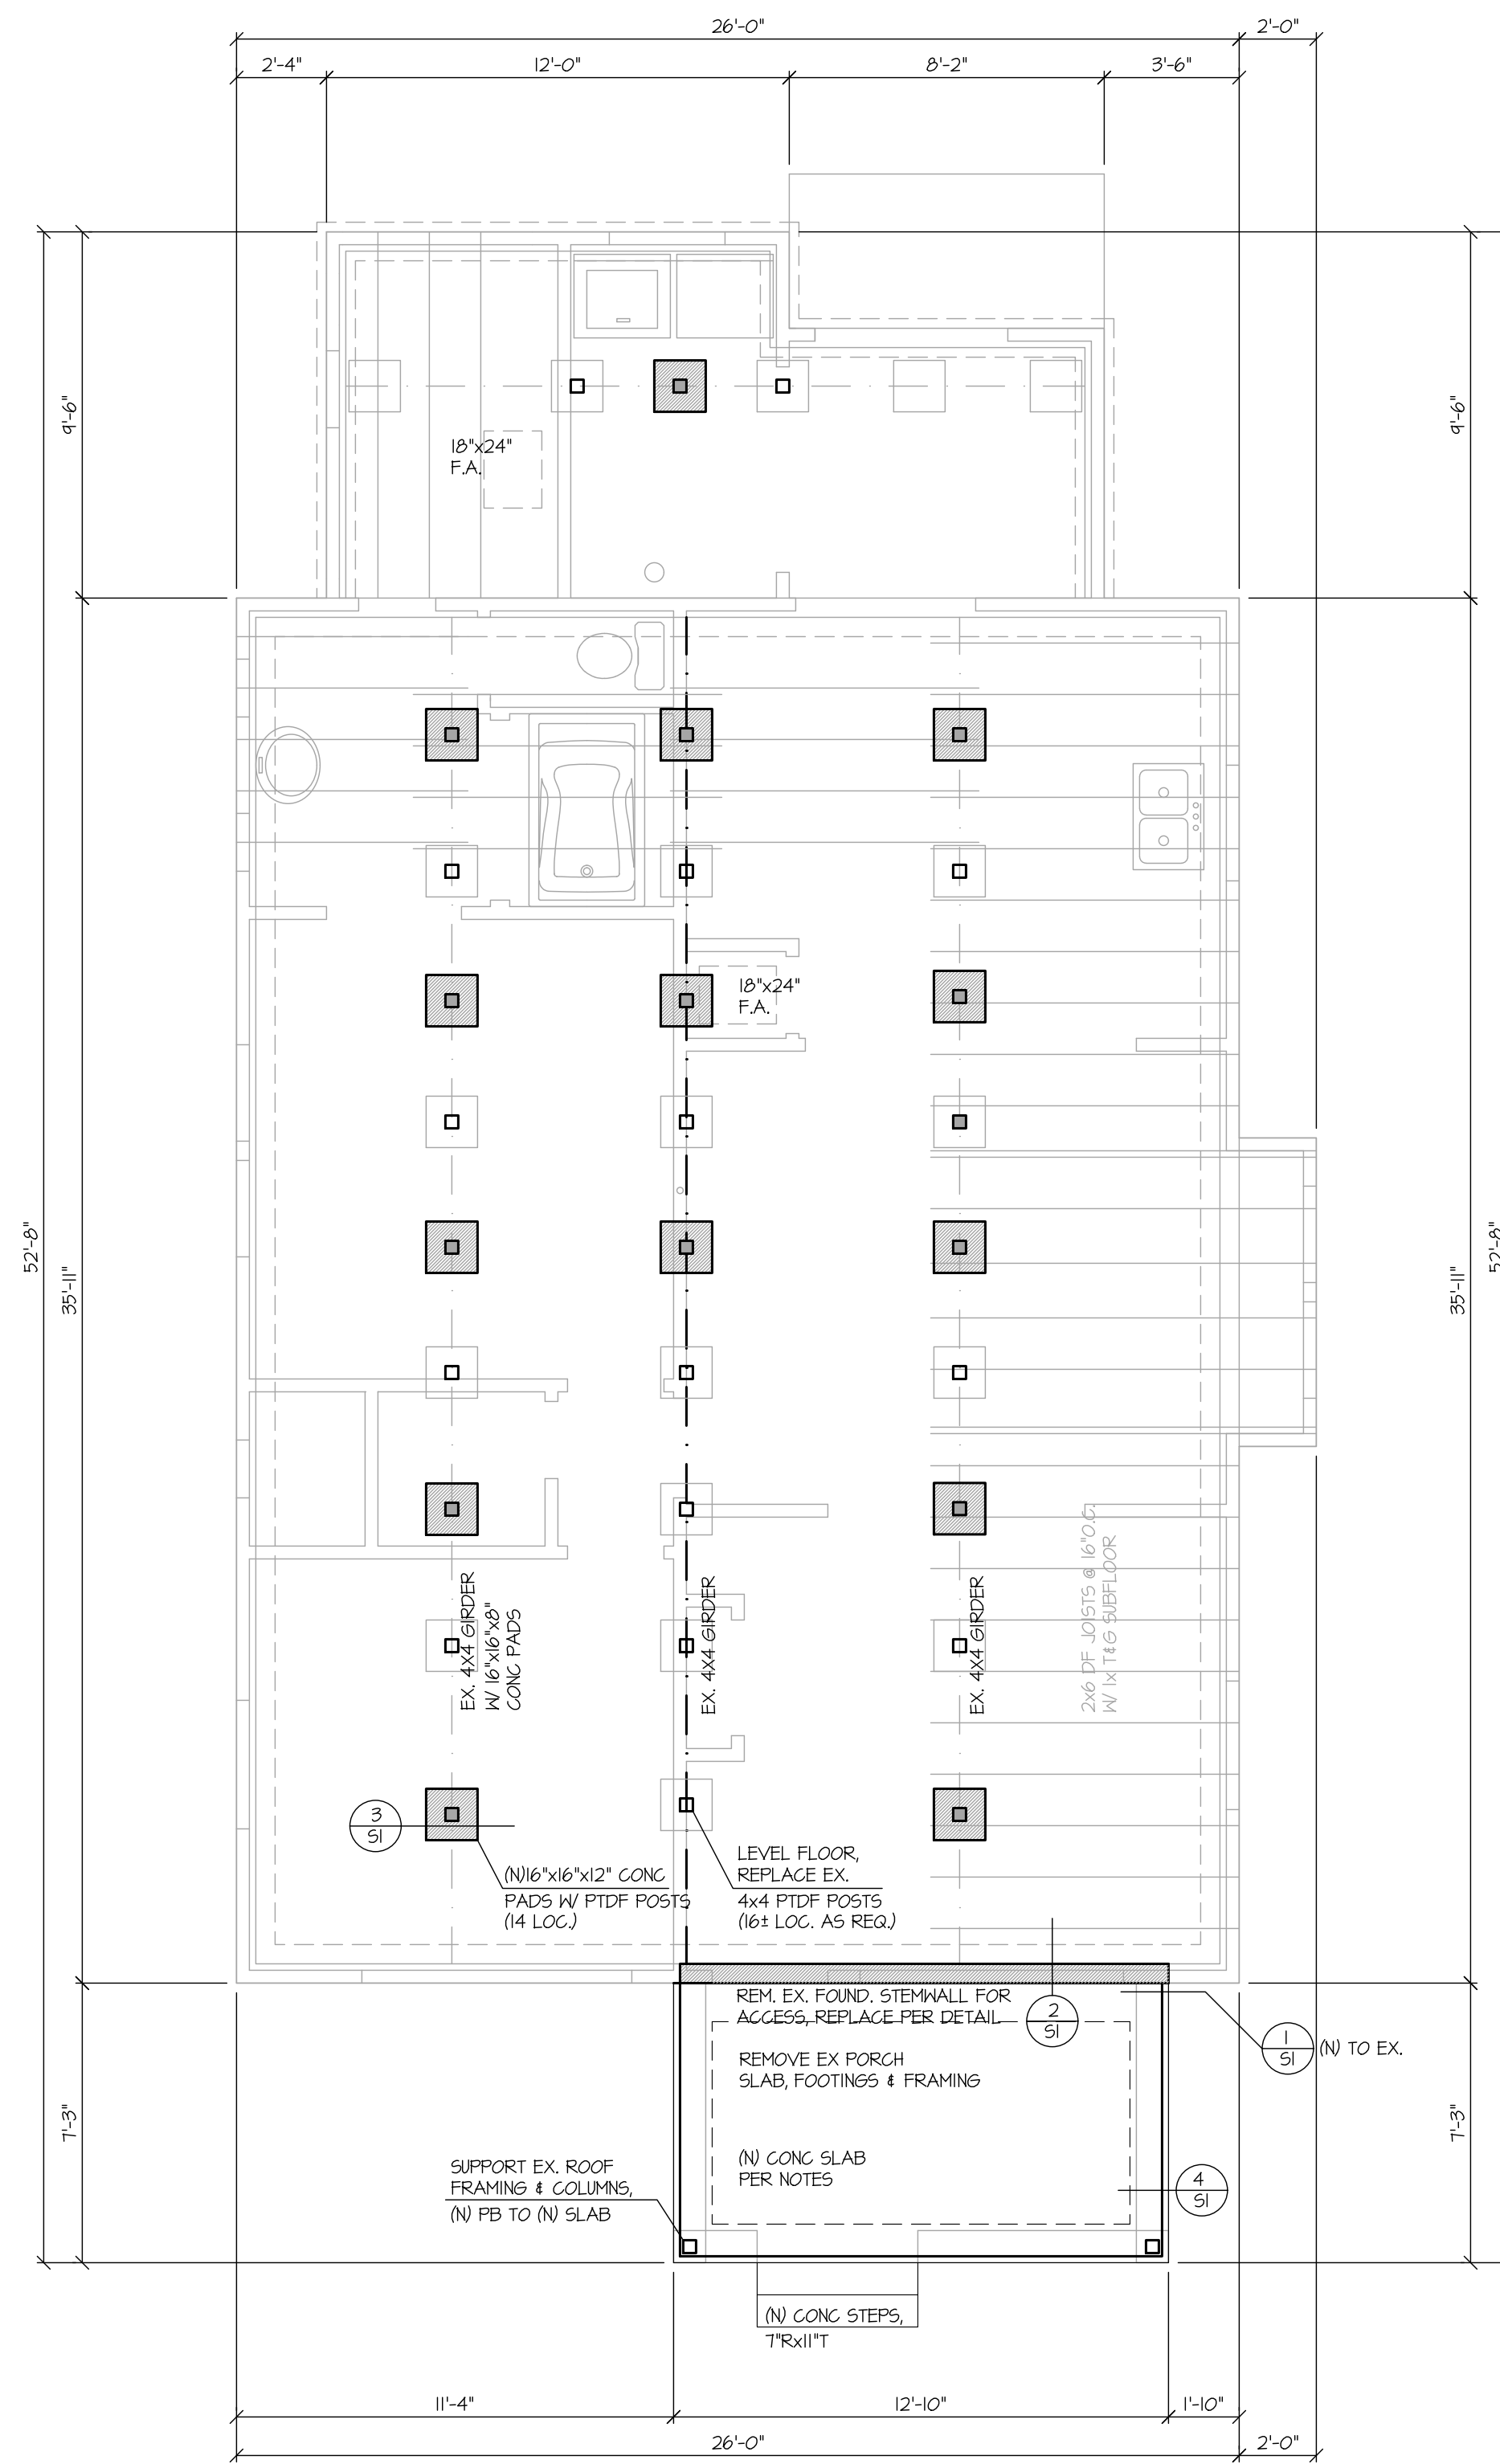 26'-0"
2'-0"
2'-4"
12'-0"
8'-2"
3'-6"
9'-6"
9'-6"
18"x24"
F.A.
18"x24"
F.A.
52'-8"
35'-11"
35'-11"
52'-8"
EX. 4X4 GIRDER
W/ 16"x16"x8"
CONC PADS
EX. 4X4 GIRDER
EX. 4X4 GIRDER
2x6 DF JOISTS @ 16"O.C.
W/ 1x T&G SUBFLOOR
3
S1
(N)16"x16"x12" CONC
PADS W/ PTDF POSTS
(14 LOC.)
LEVEL FLOOR,
REPLACE EX.
4x4 PTDF POSTS
(16± LOC. AS REQ.)
REM. EX. FOUND. STEMWALL FOR
ACCESS, REPLACE PER DETAIL
2
S1
1
S1
(N) TO EX.
REMOVE EX PORCH
SLAB, FOOTINGS & FRAMING
7'-3"
7'-3"
(N) CONC SLAB
PER NOTES
SUPPORT EX. ROOF
FRAMING & COLUMNS,
(N) PB TO (N) SLAB
4
S1
(N) CONC STEPS,
7"Rx11"T
11'-4"
12'-10"
1'-10"
26'-0"
2'-0"